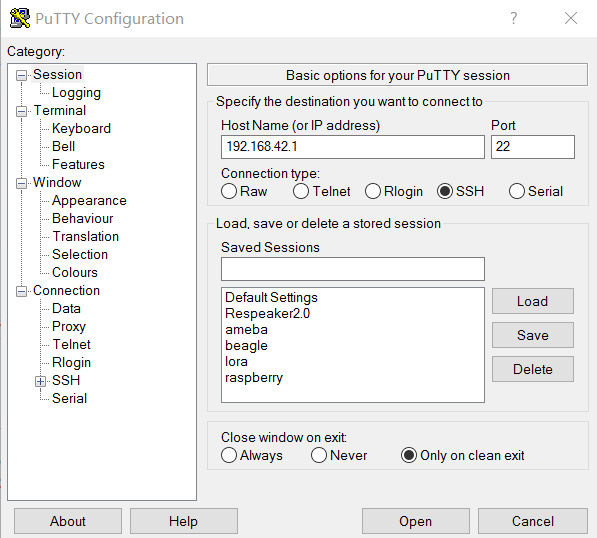 PuTTY Configuration
Category:
Session
Logging
Terminal
Keyboard
Bell
Features
Window
Appearance
Behaviour
Translation
Selection
Colours
Connection
Data
Proxy
Telnet
Rlogin
SSH
Serial
Basic options for your PuTTY session
Specify the destination you want to connect to
Host Name (or IP address) Port
192.168.42.1 22
Connection type:
Raw Telnet Rlogin SSH Serial
Load, save or delete a stored session
Saved Sessions
Default Settings
Respeaker2.0
ameba
beagle
lora
raspberry
Load
Save
Delete
Close window on exit:
Always Never Only on clean exit
About Help Open Cancel